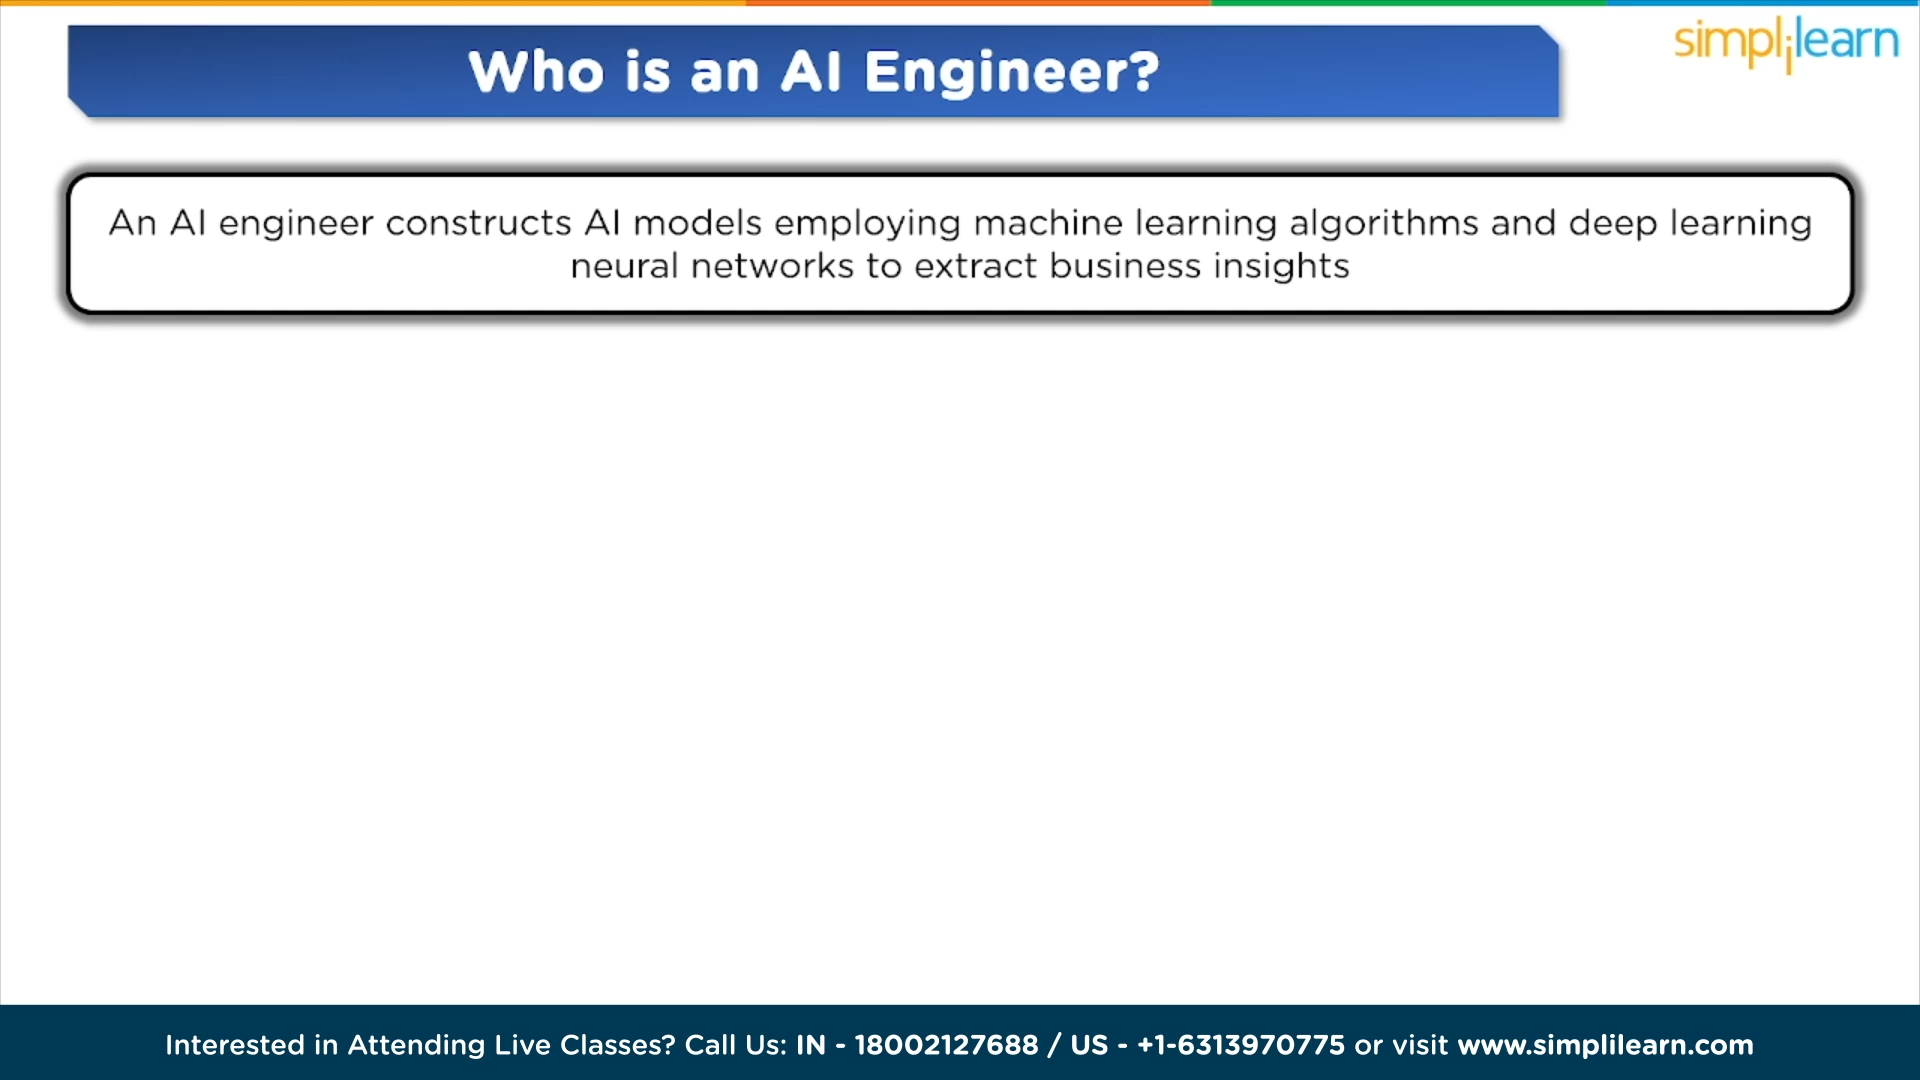 Who is an AI Engineer?
simplilearn
An AI engineer constructs AI models employing machine learning algorithms and deep learning
neural networks to extract business insights
Interested in Attending Live Classes? Call Us: IN - 18002127688 / US - +1-6313970775 or visit www.simplilearn.com